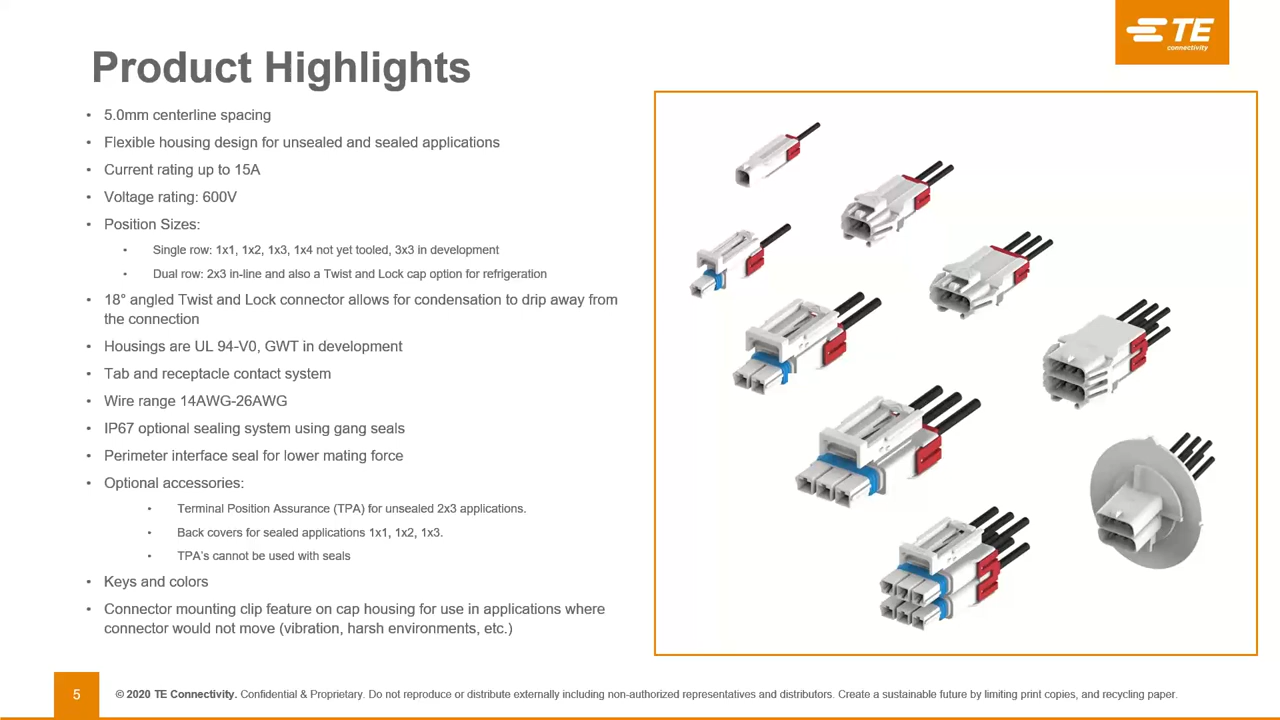 TE
connectivity
Product Highlights
• 5.0mm centerline spacing
• Flexible housing design for unsealed and sealed applications
• Current rating up to 15A
• Voltage rating: 600V
• Position Sizes:
• Single row: 1x1, 1x2, 1x3, 1x4 not yet tooled, 3x3 in development
• Dual row: 2x3 in-line and also a Twist and Lock cap option for refrigeration
• 18° angled Twist and Lock connector allows for condensation to drip away from
the connection
• Housings are UL 94-V0, GWT in development
• Tab and receptacle contact system
• Wire range 14AWG-26AWG
• IP67 optional sealing system using gang seals
• Perimeter interface seal for lower mating force
• Optional accessories:
• Terminal Position Assurance (TPA) for unsealed 2x3 applications.
• Back covers for sealed applications 1x1, 1x2, 1x3.
• TPA's cannot be used with seals
• Keys and colors
• Connector mounting clip feature on cap housing for use in applications where
connector would not move (vibration, harsh environments, etc.)
5
© 2020 TE Connectivity. Confidential & Proprietary. Do not reproduce or distribute externally including non-authorized representatives and distributors. Create a sustainable future by limiting print copies, and recycling paper.